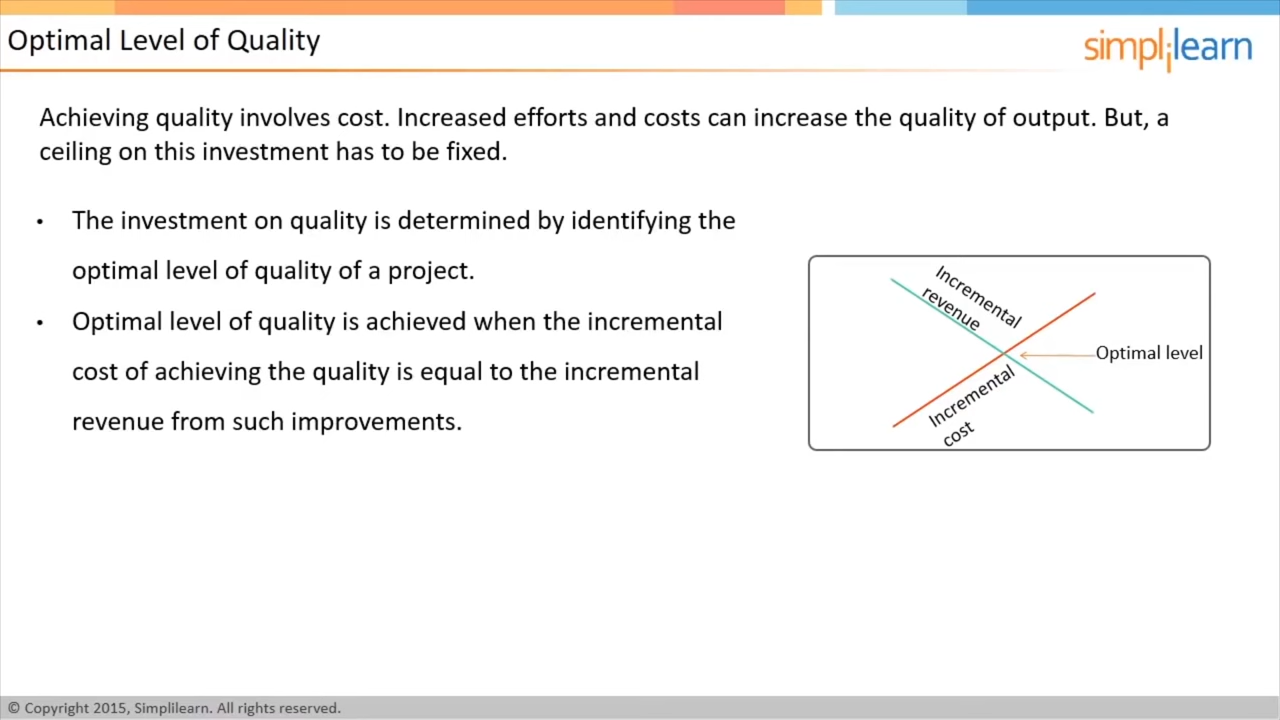 Optimal Level of Quality
simplilearn
Achieving quality involves cost. Increased efforts and costs can increase the quality of output. But, a
ceiling on this investment has to be fixed.
• The investment on quality is determined by identifying the
optimal level of quality of a project.
• Optimal level of quality is achieved when the incremental
cost of achieving the quality is equal to the incremental
revenue from such improvements.
Incremental
revenue
Optimal level
Incremental
cost
© Copyright 2015, Simplilearn. All rights reserved.